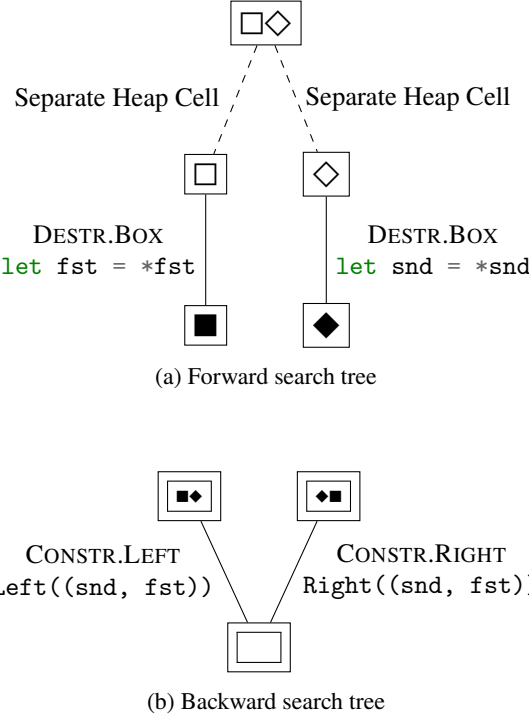 Separate Heap Cell Separate Heap Cell
DESTR.BOX DESTR.BOX
let fst = *fst let snd = *snd
(a) Forward search tree
CONSTR.LEFT CONSTR.RIGHT
Left((snd, fst)) Right((snd, fst))
(b) Backward search tree